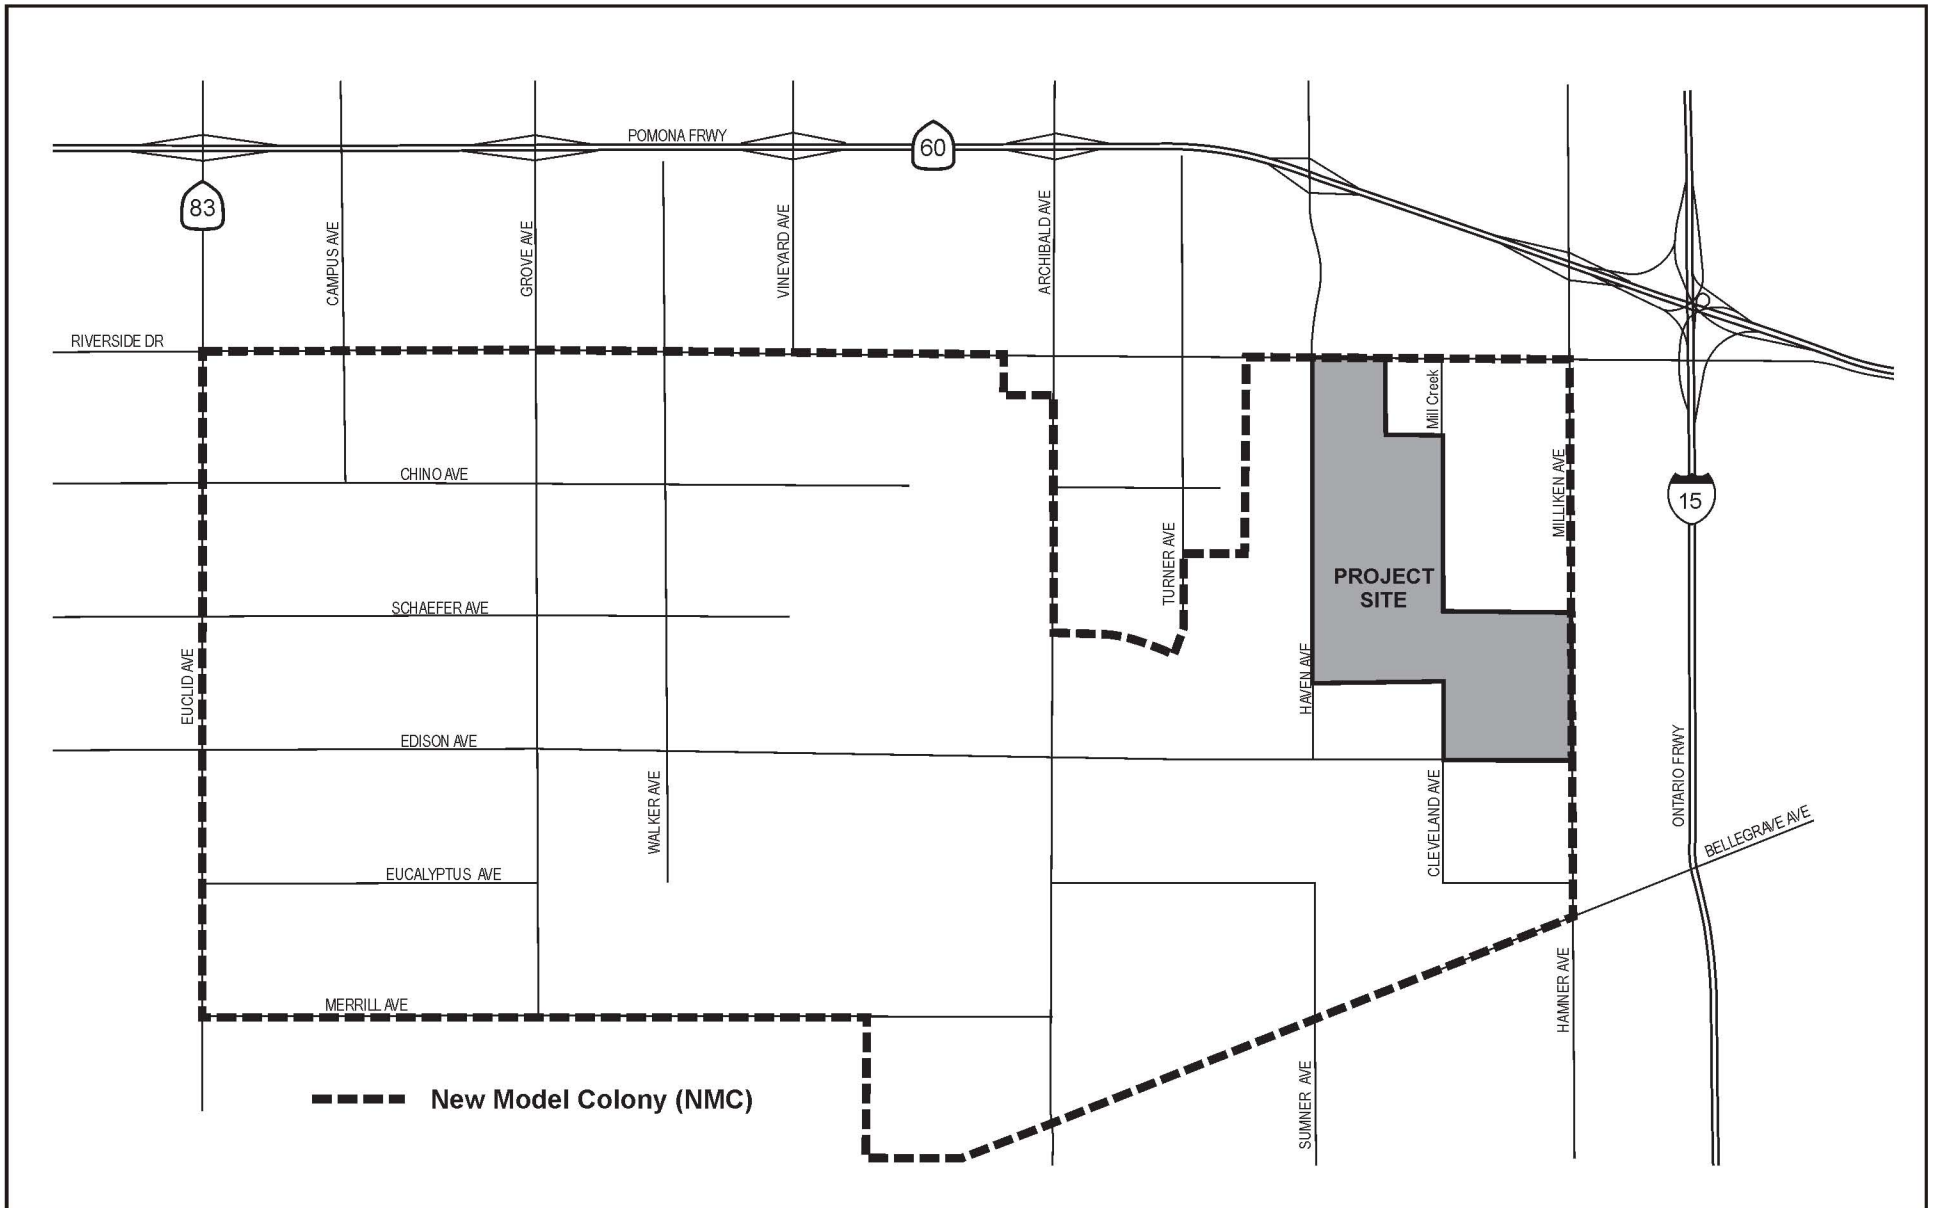 POMONA FRWY
60
83
CAMPUS AVE
GROVE AVE
VINEYARD AVE
ARCHIBALD AVE
RIVERSIDE DR
Mill Creek
CHINO AVE
MILLIKEN AVE
15
TURNER AVE
PROJECT
SITE
SCHAEFER AVE
EUCLID AVE
HAVEN AVE
EDISON AVE
WALKER AVE
CLEVELAND AVE
ONTARIO FRWY
BELLEGRAVE AVE
EUCALYPTUS AVE
MERRILL AVE
HAMNER AVE
New Model Colony (NMC)
SUMNER AVE